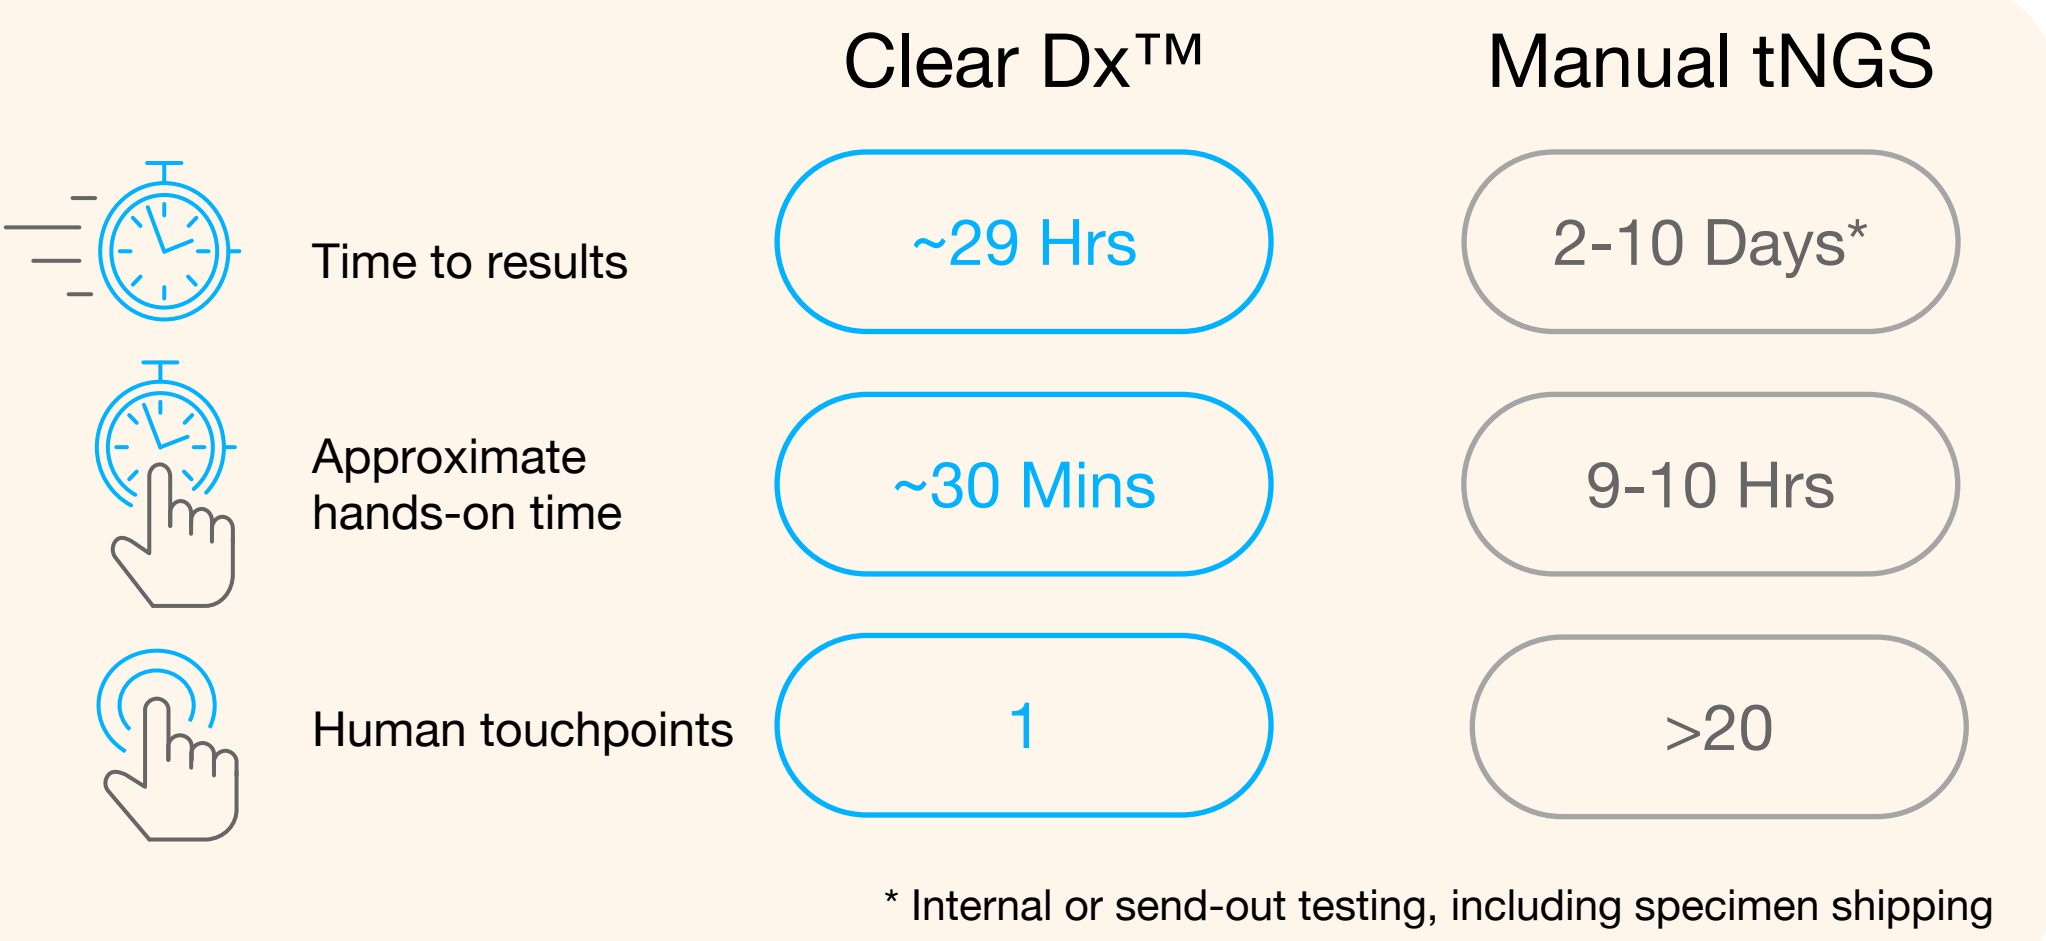 Clear Dx™ Manual tNGS
Time to results ~29 Hrs 2-10 Days*
Approximate
hands-on time ~30 Mins 9-10 Hrs
Human touchpoints 1 >20
* Internal or send-out testing, including specimen shipping